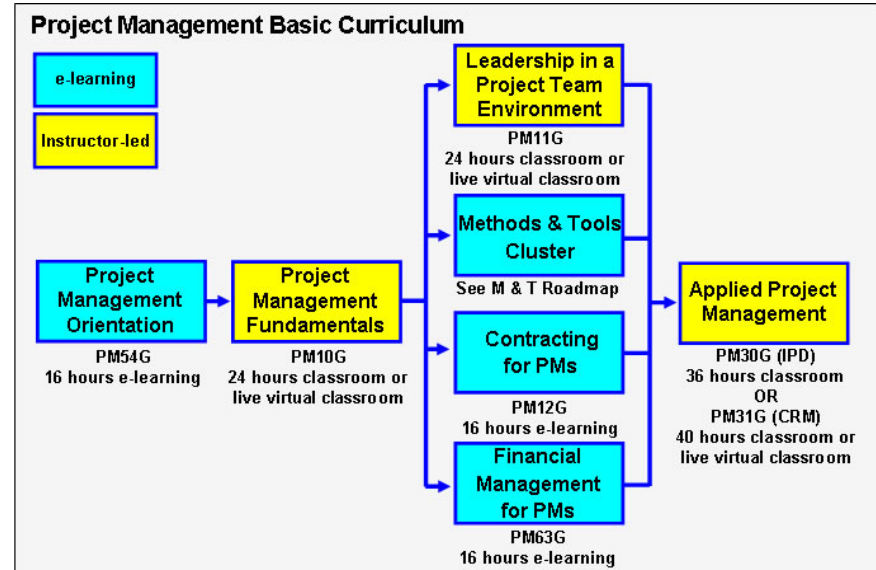 Project Management Basic Curriculum
e-learning
Instructor-led
Project
Management
Orientation
PM54G
16 hours e-learning
Project
Management
Fundamentals
PM10G
24 hours classroom or
live virtual classroom
Leadership in a
Project Team
Environment
PM11G
24 hours classroom or
live virtual classroom
Methods & Tools
Cluster
See M & T Roadmap
Contracting
for PMs
PM12G
16 hours e-learning
Financial
Management
for PMs
PM63G
16 hours e-learning
Applied Project
Management
PM30G (IPD)
36 hours classroom
OR
PM31G (CRM)
40 hours classroom or
live virtual classroom